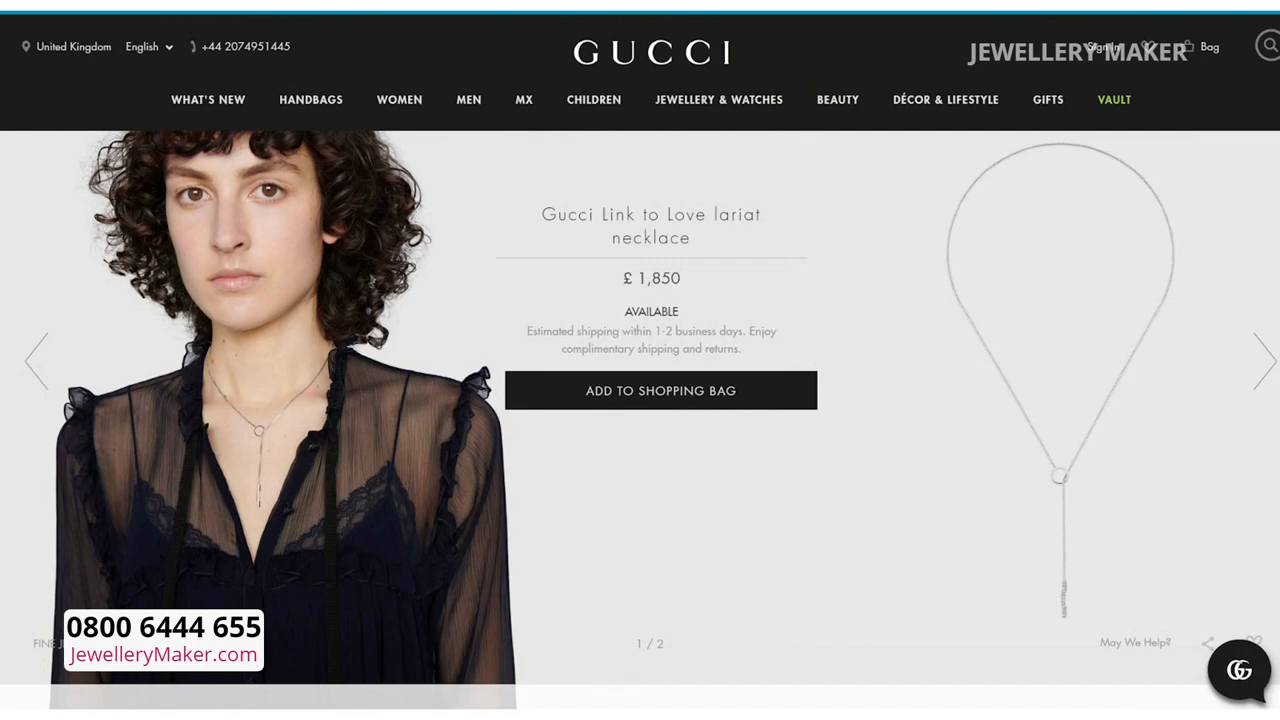 United Kingdom English +44 2074951445
GUCCI
JEWELLERY MAKER
Sign In
Bag
WHAT'S NEW HANDBAGS WOMEN MEN MX CHILDREN JEWELLERY & WATCHES BEAUTY DÉCOR & LIFESTYLE GIFTS VAULT
Gucci Link to Love lariat
necklace
£ 1,850
AVAILABLE
Estimated shipping within 1-2 business days. Enjoy
complimentary shipping and returns.
ADD TO SHOPPING BAG
0800 6444 655
JewelleryMaker.com
1 / 2
May We Help?